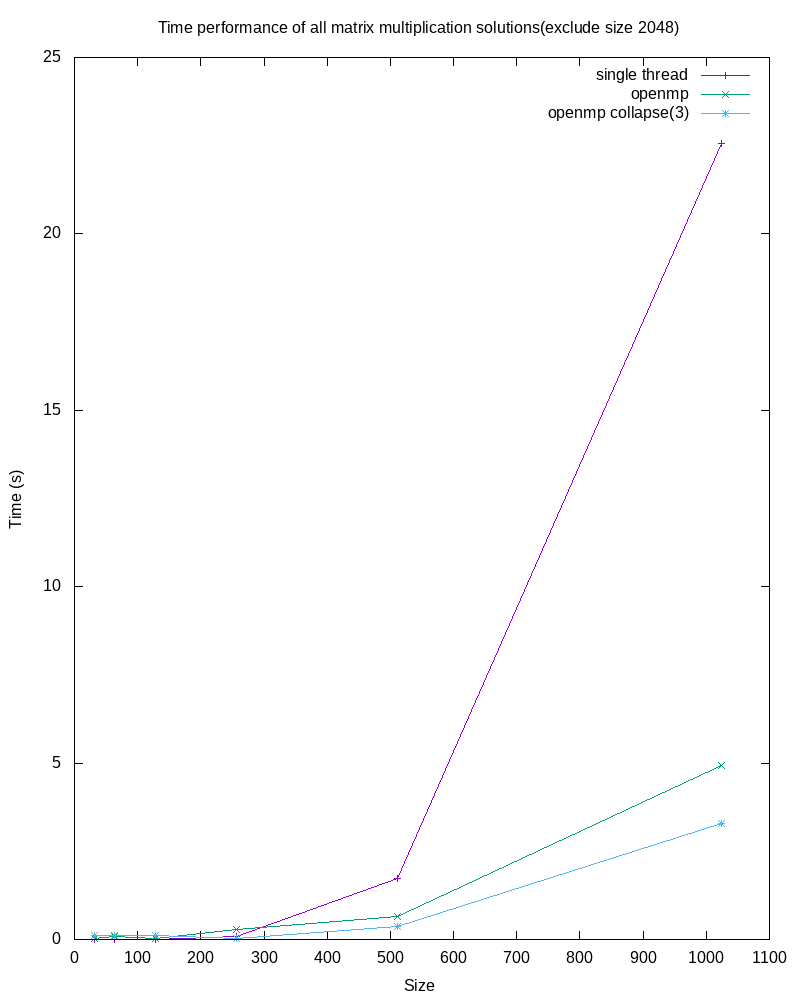 Time performance of all matrix multiplication solutions(exclude size 2048)
25
20
15
10
5
0
Time (s)
single thread
openmp
openmp collapse(3)
0 100 200 300 400 500 600 700 800 900 1000 1100
Size